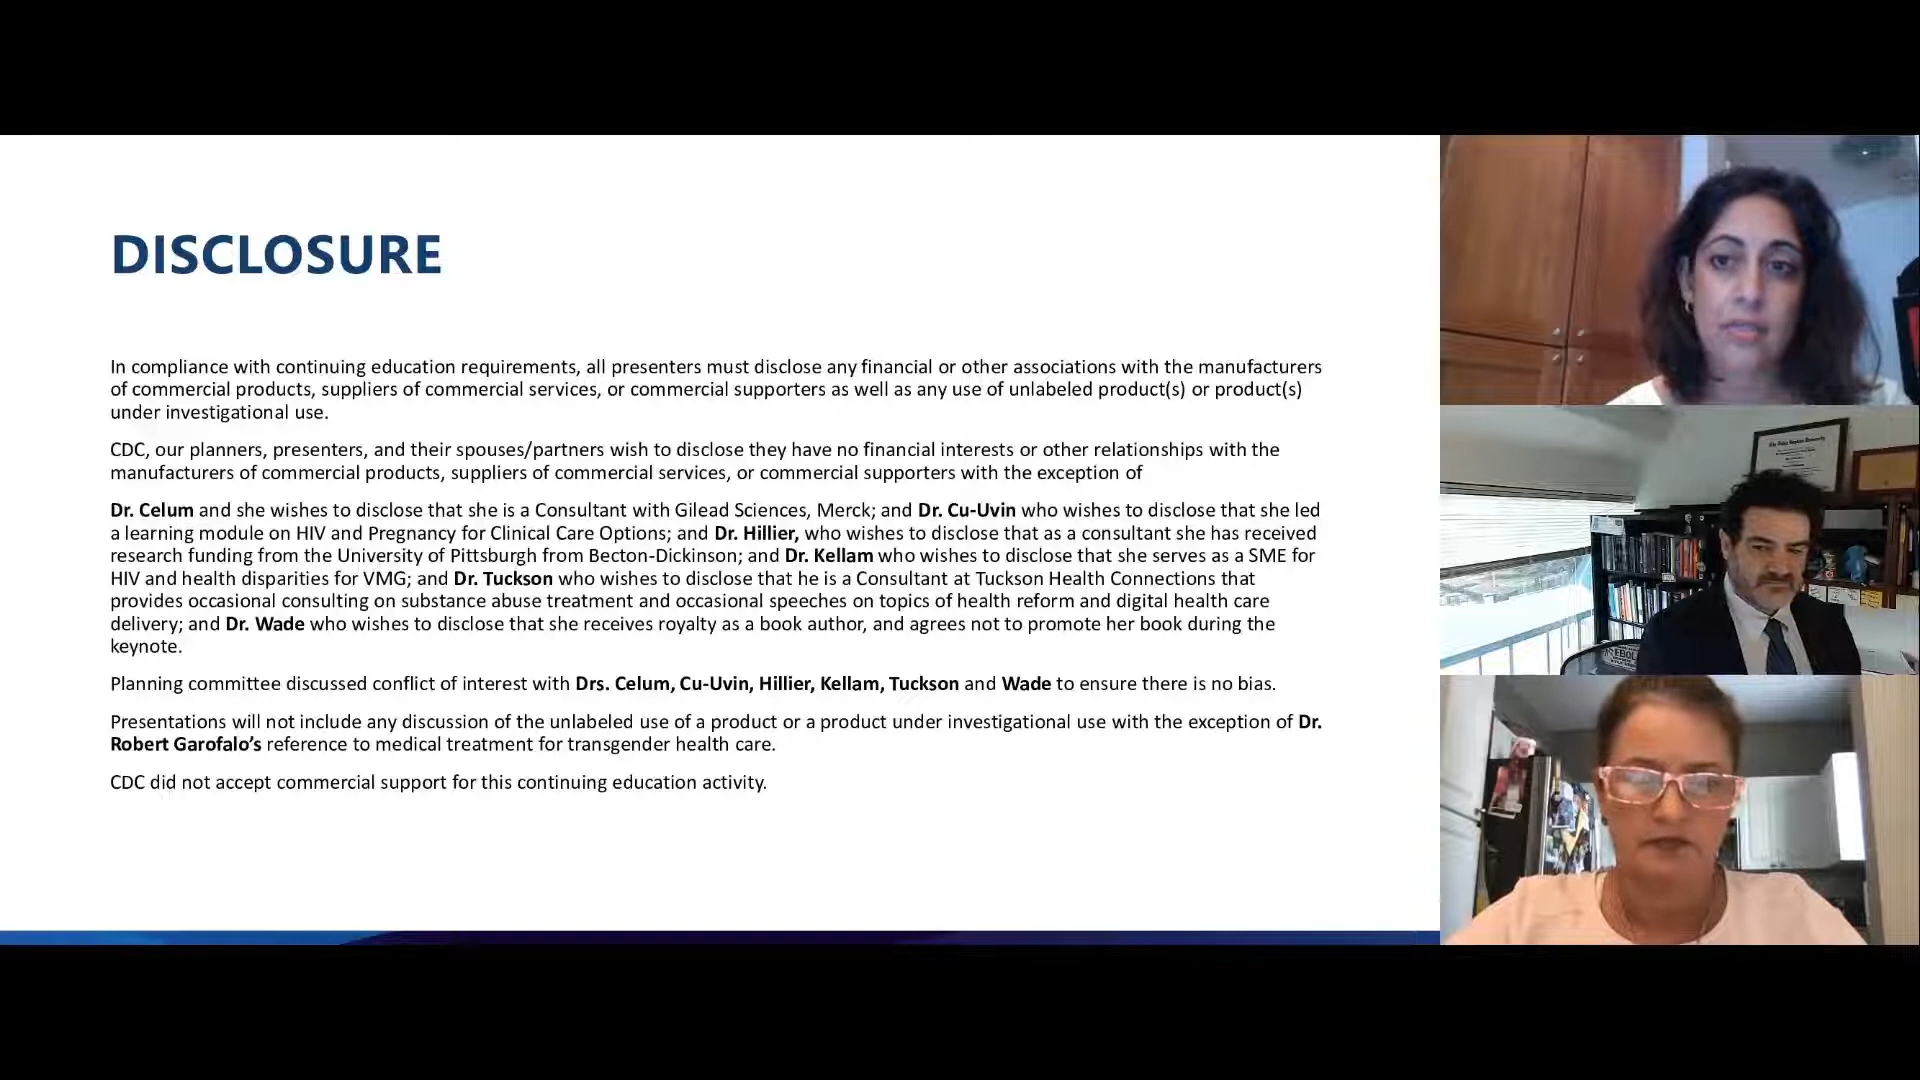 DISCLOSURE
In compliance with continuing education requirements, all presenters must disclose any financial or other associations with the manufacturers
of commercial products, suppliers of commercial services, or commercial supporters as well as any use of unlabeled product(s) or product(s)
under investigational use.
CDC, our planners, presenters, and their spouses/partners wish to disclose they have no financial interests or other relationships with the
manufacturers of commercial products, suppliers of commercial services, or commercial supporters with the exception of
Dr. Celum and she wishes to disclose that she is a Consultant with Gilead Sciences, Merck; and Dr. Cu-Uvin who wishes to disclose that she led
a learning module on HIV and Pregnancy for Clinical Care Options; and Dr. Hillier, who wishes to disclose that as a consultant she has received
research funding from the University of Pittsburgh from Becton-Dickinson; and Dr. Kellam who wishes to disclose that she serves as a SME for
HIV and health disparities for VMG; and Dr. Tuckson who wishes to disclose that he is a Consultant at Tuckson Health Connections that
provides occasional consulting on substance abuse treatment and occasional speeches on topics of health reform and digital health care
delivery; and Dr. Wade who wishes to disclose that she receives royalty as a book author, and agrees not to promote her book during the
keynote.
Planning committee discussed conflict of interest with Drs. Celum, Cu-Uvin, Hillier, Kellam, Tuckson and Wade to ensure there is no bias.
Presentations will not include any discussion of the unlabeled use of a product or a product under investigational use with the exception of Dr.
Robert Garofalo’s reference to medical treatment for transgender health care.
CDC did not accept commercial support for this continuing education activity.
EBOL